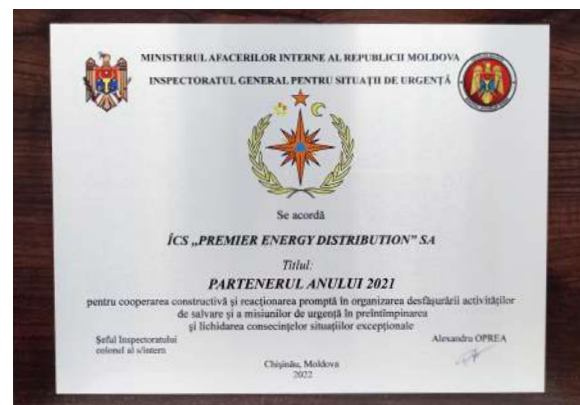 MINISTERUL AFACERILOR INTERNE AL REPUBLICII MOLDOVA
INSPECTORATUL GENERAL PENTRU SITUAȚII DE URGENȚĂ
Se acordă
ÎCS „PREMIER ENERGY DISTRIBUTION” SA
Titlul:
PARTENERUL ANULUI 2021
pentru cooperarea constructivă și reacționarea promptă în organizarea desfășurării activităților
de salvare și a misiunilor de urgență în preîntîmpinarea
și lichidarea consecințelor situațiilor excepționale
Șeful Inspectoratului
colonel al s/intern
Alexandru OPREA
Chișinău, Moldova
2022